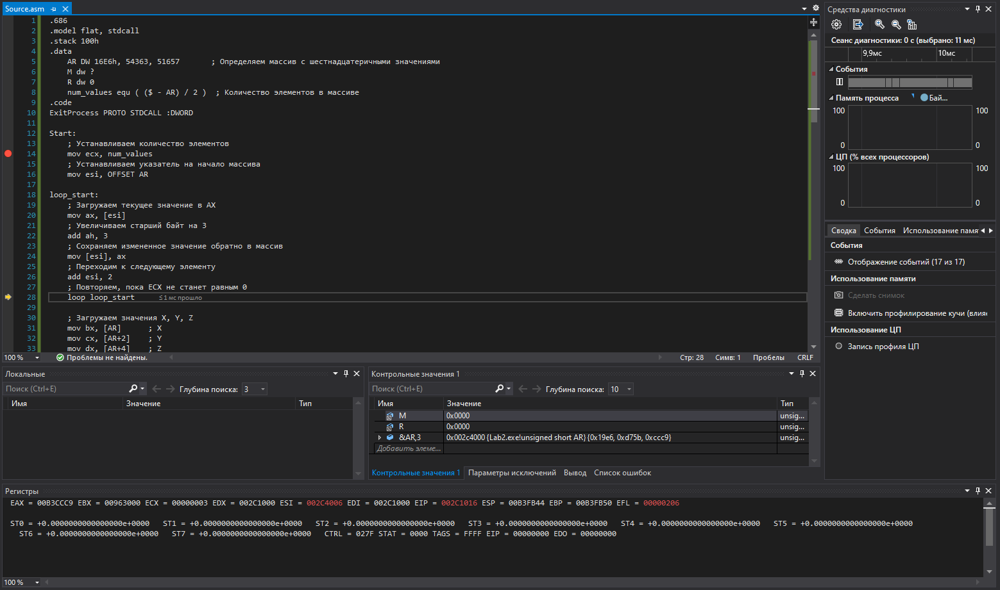 Source.asm
1 .686
2 .model flat, stdcall
3 .stack 100h
4 .data
5 AR DW 16E6h, 54363, 51657 ; Определяем массив с шестнадцатеричными значениями
6 M dw ?
7 R dw 0
8 num_values equ ( ($ - AR) / 2 ) ; Количество элементов в массиве
9 .code
10 ExitProcess PROTO STDCALL :DWORD
11
12 Start:
13 ; Устанавливаем количество элементов
14 mov ecx, num_values
15 ; Устанавливаем указатель на начало массива
16 mov esi, OFFSET AR
17
18 loop_start:
19 ; Загружаем текущее значение в AX
20 mov ax, [esi]
21 ; Увеличиваем старший байт на 3
22 add ah, 3
23 ; Сохраняем измененное значение обратно в массив
24 mov [esi], ax
25 ; Переходим к следующему элементу
26 add esi, 2
27 ; Повторяем, пока ECX не станет равным 0
28 loop loop_start ≤ 1 мс прошло
29
30 ; Загружаем значения X, Y, Z
31 mov bx, [AR] ; X
32 mov cx, [AR+2] ; Y
33 mov dx, [AR+4] ; Z
100 % Проблемы не найдены. Стр: 28 Симв: 1 Пробелы CRLF
Средства диагностики
Сеанс диагностики: 0 с (выбрано: 11 мс)
9,9мс 10мс
События
Память процесса Бай...
100 100
0 0
ЦП (% всех процессоров)
100 100
0 0
Сводка События Использование памя
События
Отображение событий (17 из 17)
Использование памяти
Сделать снимок
Включить профилирование кучи (влия
Использование ЦП
Запись профиля ЦП
Локальные
Поиск (Ctrl+E) Глубина поиска: 3
Имя Значение Тип
Контрольные значения 1
Поиск (Ctrl+E) Глубина поиска: 10
Имя Значение Тип
M 0x0000 unsig...
R 0x0000 unsig...
&AR,3 0x002c4000 {Lab2.exe!unsigned short AR} {0x19e6, 0xd75b, 0xccc9} unsig...
Добавить элеме...
Контрольные значения 1 Параметры исключений Вывод Список ошибок
Регистры
EAX = 00B3CCC9 EBX = 00963000 ECX = 00000003 EDX = 002C1000 ESI = 002C4006 EDI = 002C1000 EIP = 002C1016 ESP = 00B3FB44 EBP = 00B3FB50 EFL = 00000206
ST0 = +0.0000000000000000e+0000 ST1 = +0.0000000000000000e+0000 ST2 = +0.0000000000000000e+0000 ST3 = +0.0000000000000000e+0000 ST4 = +0.0000000000000000e+0000 ST5 = +0.0000000000000000e+0000
ST6 = +0.0000000000000000e+0000 ST7 = +0.0000000000000000e+0000 CTRL = 027F STAT = 0000 TAGS = FFFF EIP = 00000000 EDO = 00000000
100 %